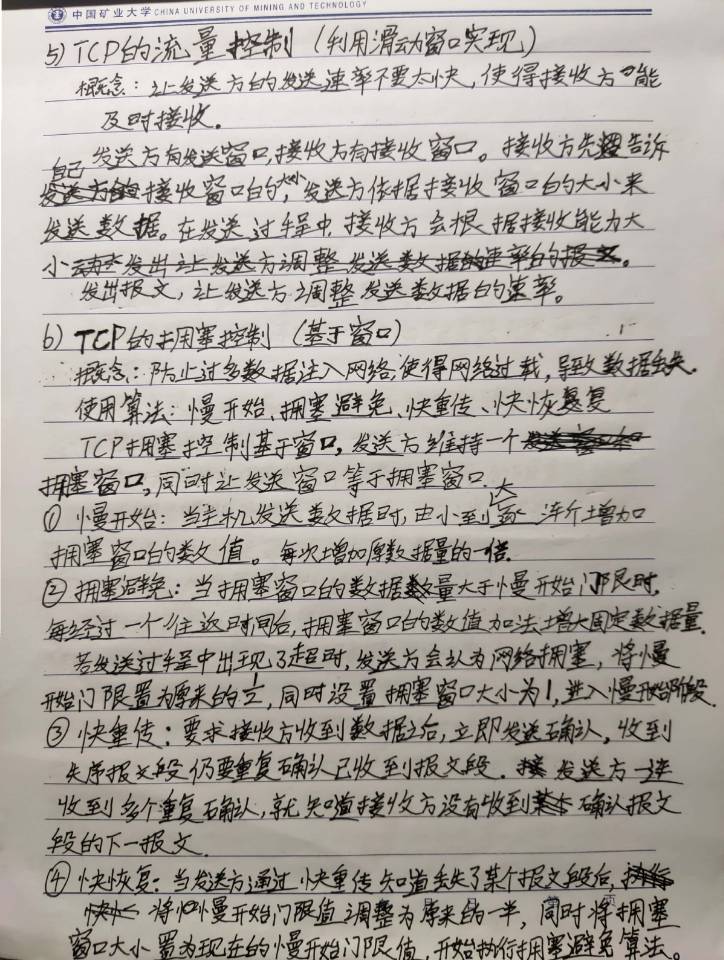 中国矿业大学 CHINA UNIVERSITY OF MINING AND TECHNOLOGY
5) TCP的流量控制 (利用滑动窗口实现)
概念：让发送方的发送速率不要太快，使得接收方能
及时接收。
发送方有发送窗口，接收方有接收窗口。接收方先告诉
自己接收窗口的大小，发送方依据接收窗口的大小来
发送数据。在发送过程中，接收方会根据接收能力大
小
发出报文，让发送方调整发送数据的速率。
6) TCP的拥塞控制 (基于窗口)
概念：防止过多数据注入网络，使得网络过载，导致数据丢失。
使用算法：慢开始、拥塞避免、快重传、快恢复
TCP拥塞控制基于窗口，发送方维持一个
拥塞窗口，同时让发送窗口等于拥塞窗口。
① 慢开始：当主机发送数据时，由小到大逐渐增加
拥塞窗口的数值。每次增加原数据量的一倍.
② 拥塞避免：当拥塞窗口的数据量大于慢开始门限时，
每经过一个往返时间后，拥塞窗口的数值加法增大固定数据量.
若发送过程中出现了超时，发送方会认为网络拥塞，将慢
开始门限置为原来的1/2，同时设置拥塞窗口大小为1，进入慢开始阶段.
③ 快重传：要求接收方收到数据之后，立即发送确认，收到
失序报文段仍要重复确认已收到报文段。发送方一连
收到多个重复确认，就知道接收方没有收到确认报文
段的下一报文.
④ 快恢复：当发送方通过快重传知道丢失了某个报文段后，
将慢开始门限值调整为原来的一半，同时将拥塞
窗口大小置为现在的慢开始门限值，开始执行拥塞避免算法。